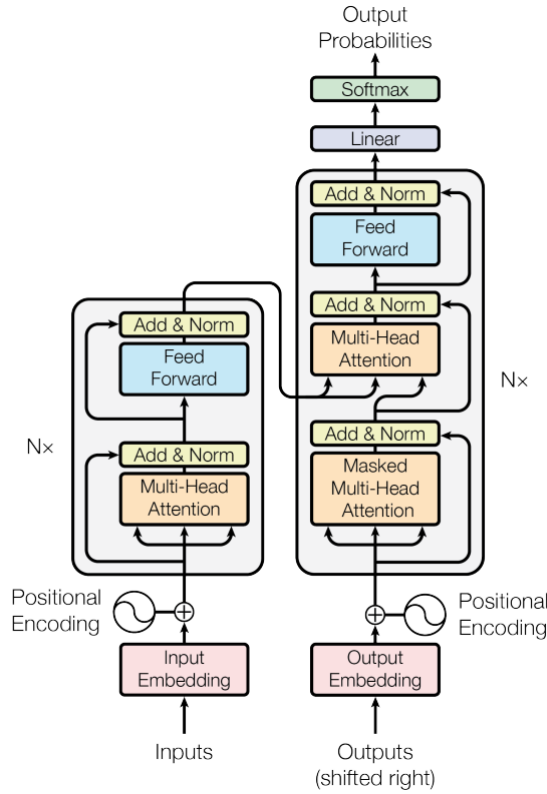 Output
Probabilities
Softmax
Linear
Add & Norm
Feed
Forward
Add & Norm
Multi-Head
Attention
Add & Norm
Masked
Multi-Head
Attention
N×
Add & Norm
Feed
Forward
Add & Norm
Multi-Head
Attention
N×
Positional
Encoding
Positional
Encoding
Input
Embedding
Output
Embedding
Inputs
Outputs
(shifted right)